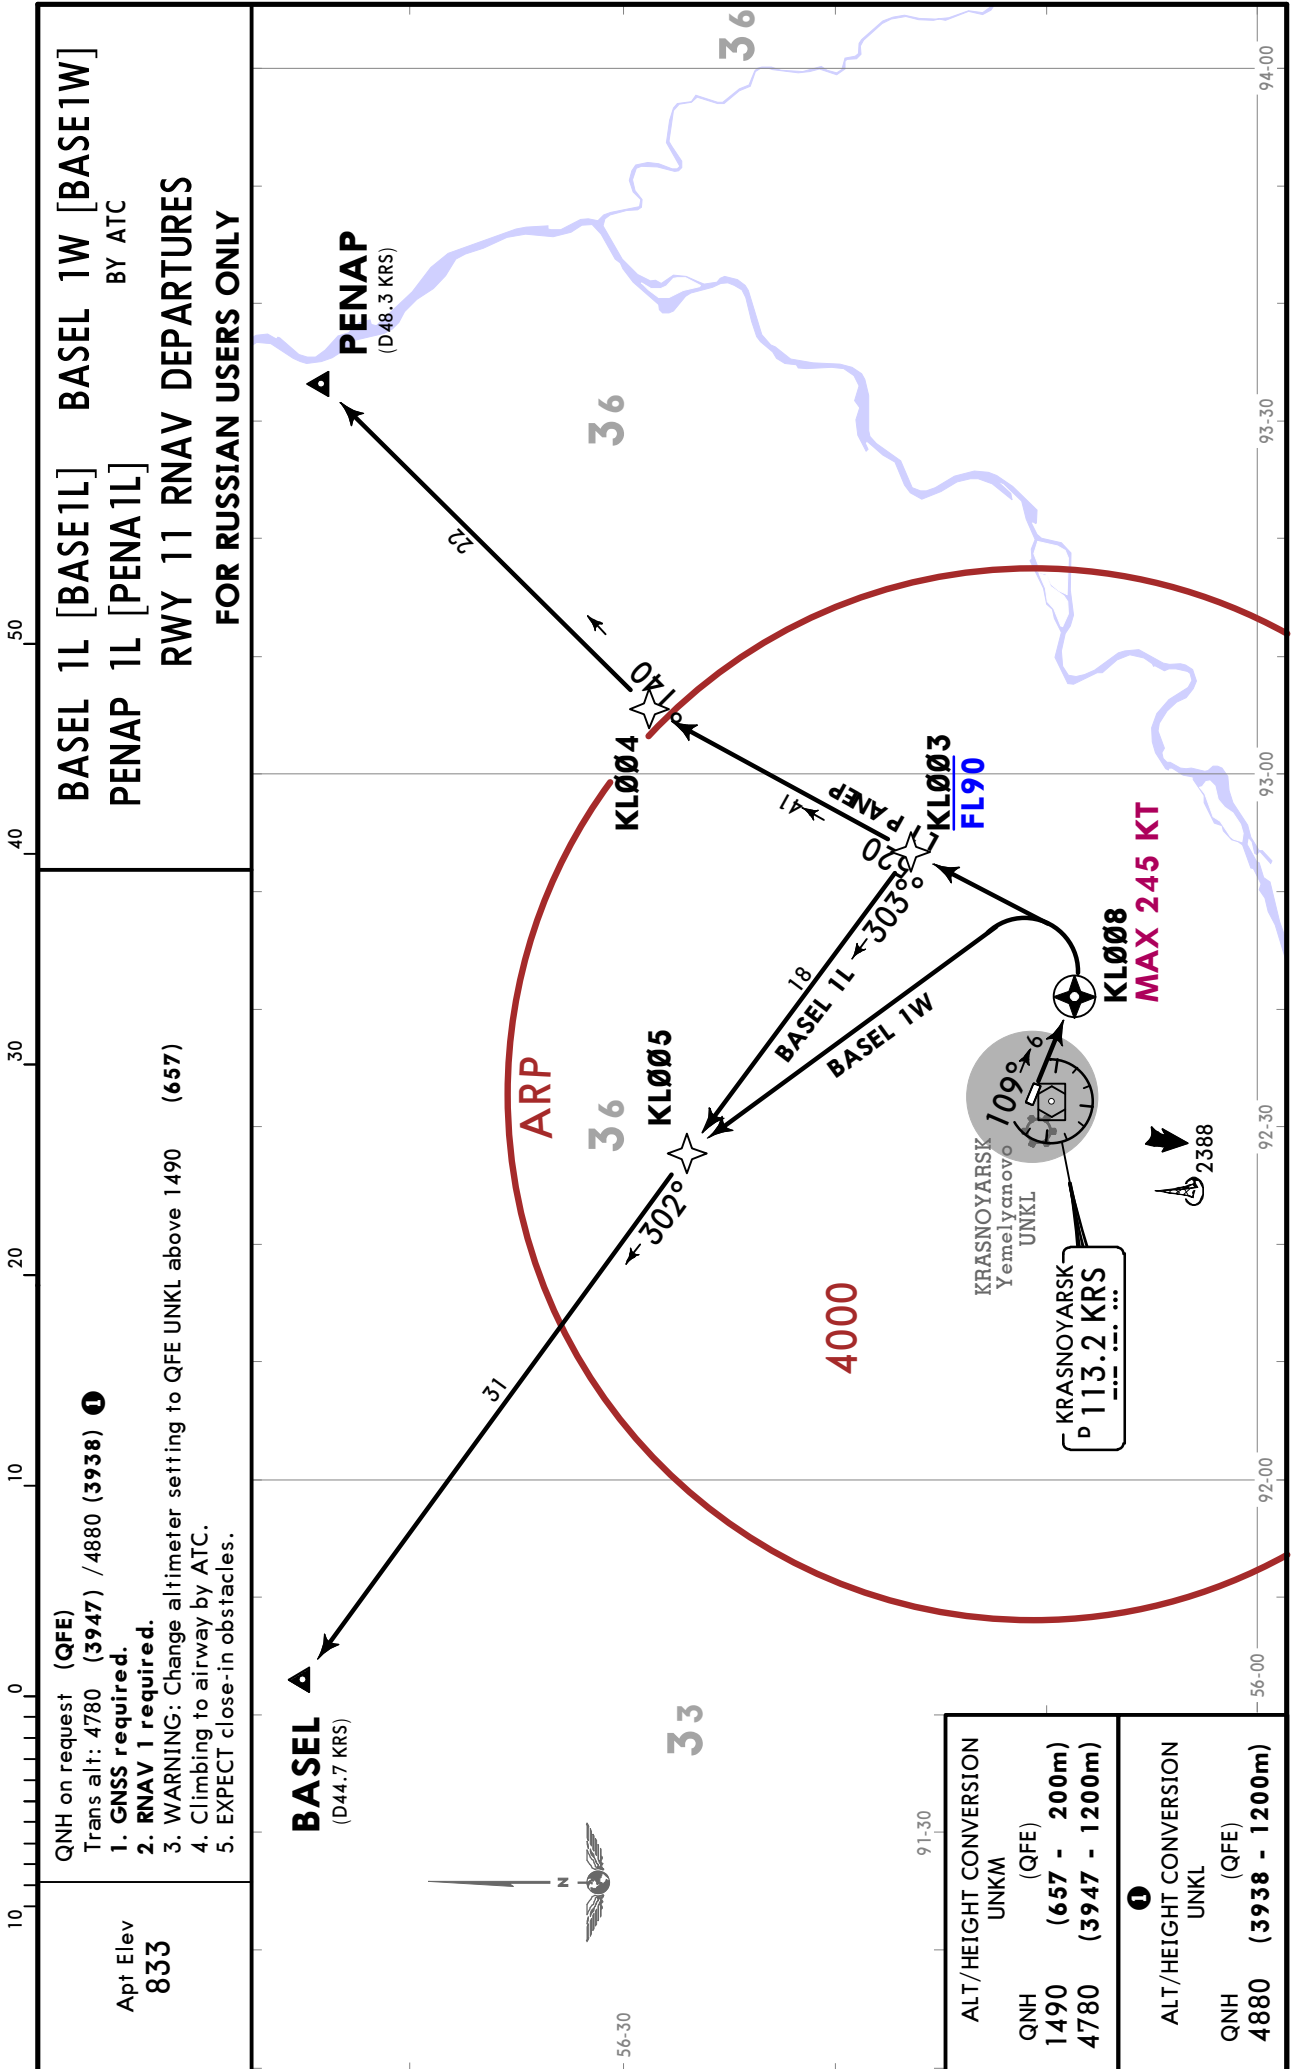 BASEL 1L [BASE1L] BASEL 1W [BASE1W]
BY ATC
PENAP 1L [PENA1L]
RWY 11 RNAV DEPARTURES
FOR RUSSIAN USERS ONLY
Apt Elev
833
QNH on request (QFE)
Trans alt: 4780 (3947) / 4880 (3938) ❶
1. GNSS required.
2. RNAV 1 required.
3. WARNING: Change altimeter setting to QFE UNKL above 1490 (657)
4. Climbing to airway by ATC.
5. EXPECT close-in obstacles.
10 0 10 20 30 40 50
BASEL
(D44.7 KRS)
PENAP
(D48.3 KRS)
31
22
302°
KLØØ5
KLØØ4
140
°
41
18
303°
BASEL 1L
BASEL 1W
KLØØ3
FL90
KLØØ8
MAX 245 KT
109°
6
ARP
4000
36
36
36
33
N
KRASNOYARSK
Yemelyanovo
UNKL
KRASNOYARSK
D 113.2 KRS
2388
56-30
56-00
91-30
92-00
92-30
93-00
93-30
94-00
ALT/HEIGHT CONVERSION
UNKM
QNH (QFE)
1490 (657 - 200m)
4780 (3947 - 1200m)
❶
ALT/HEIGHT CONVERSION
UNKL
QNH (QFE)
4880 (3938 - 1200m)